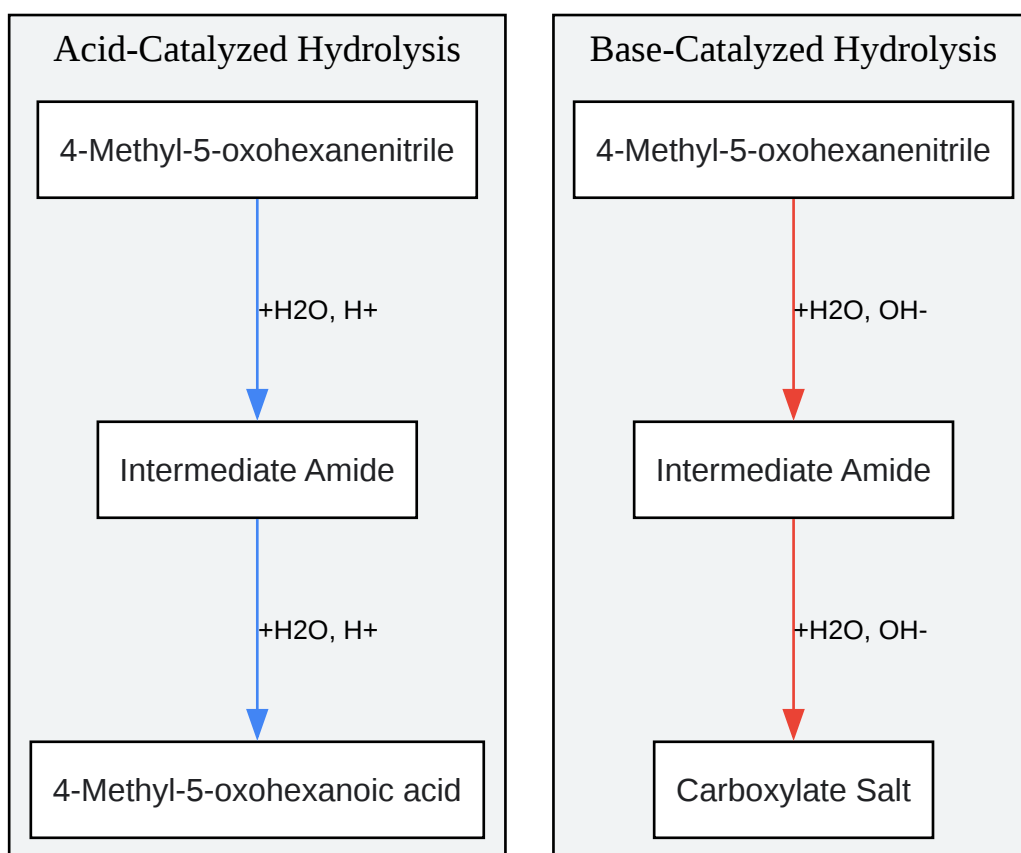 Acid-Catalyzed Hydrolysis
4-Methyl-5-oxohexanenitrile
+H2O, H+
Intermediate Amide
+H2O, H+
4-Methyl-5-oxohexanoic acid
Base-Catalyzed Hydrolysis
4-Methyl-5-oxohexanenitrile
+H2O, OH-
Intermediate Amide
+H2O, OH-
Carboxylate Salt